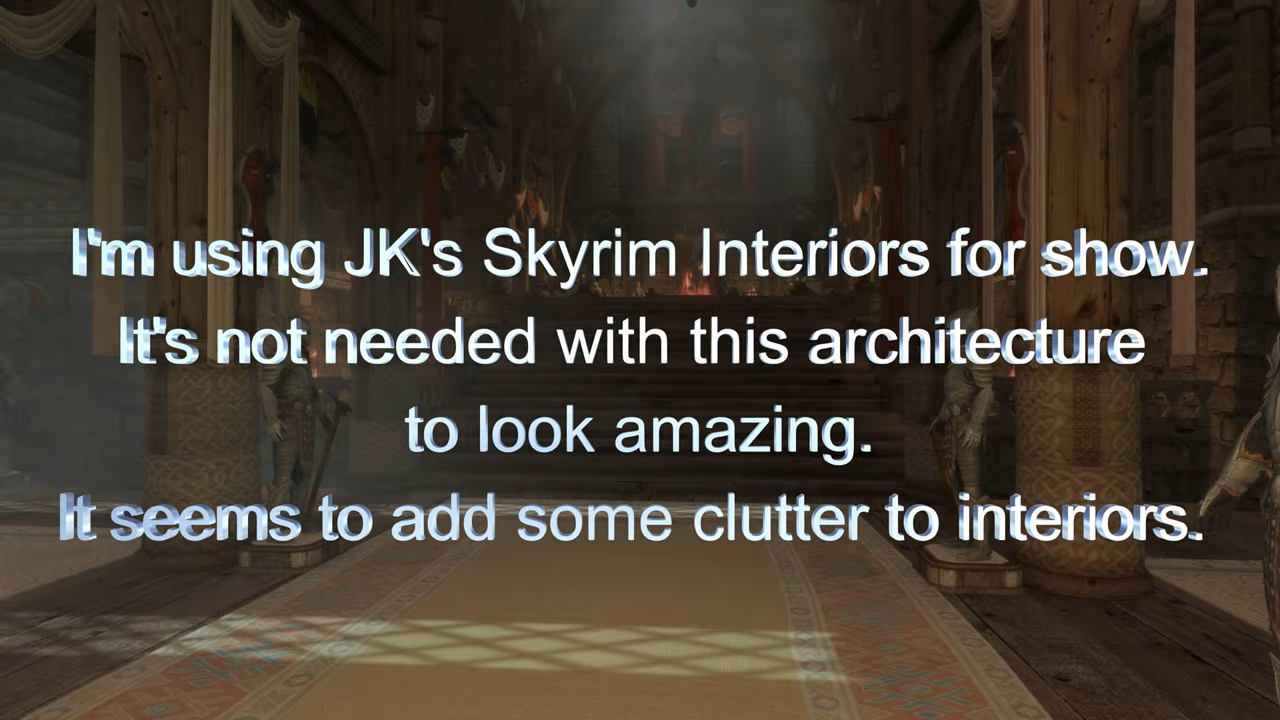 I'm using JK's Skyrim Interiors for show.
It's not needed with this architecture
to look amazing.
It seems to add some clutter to interiors.